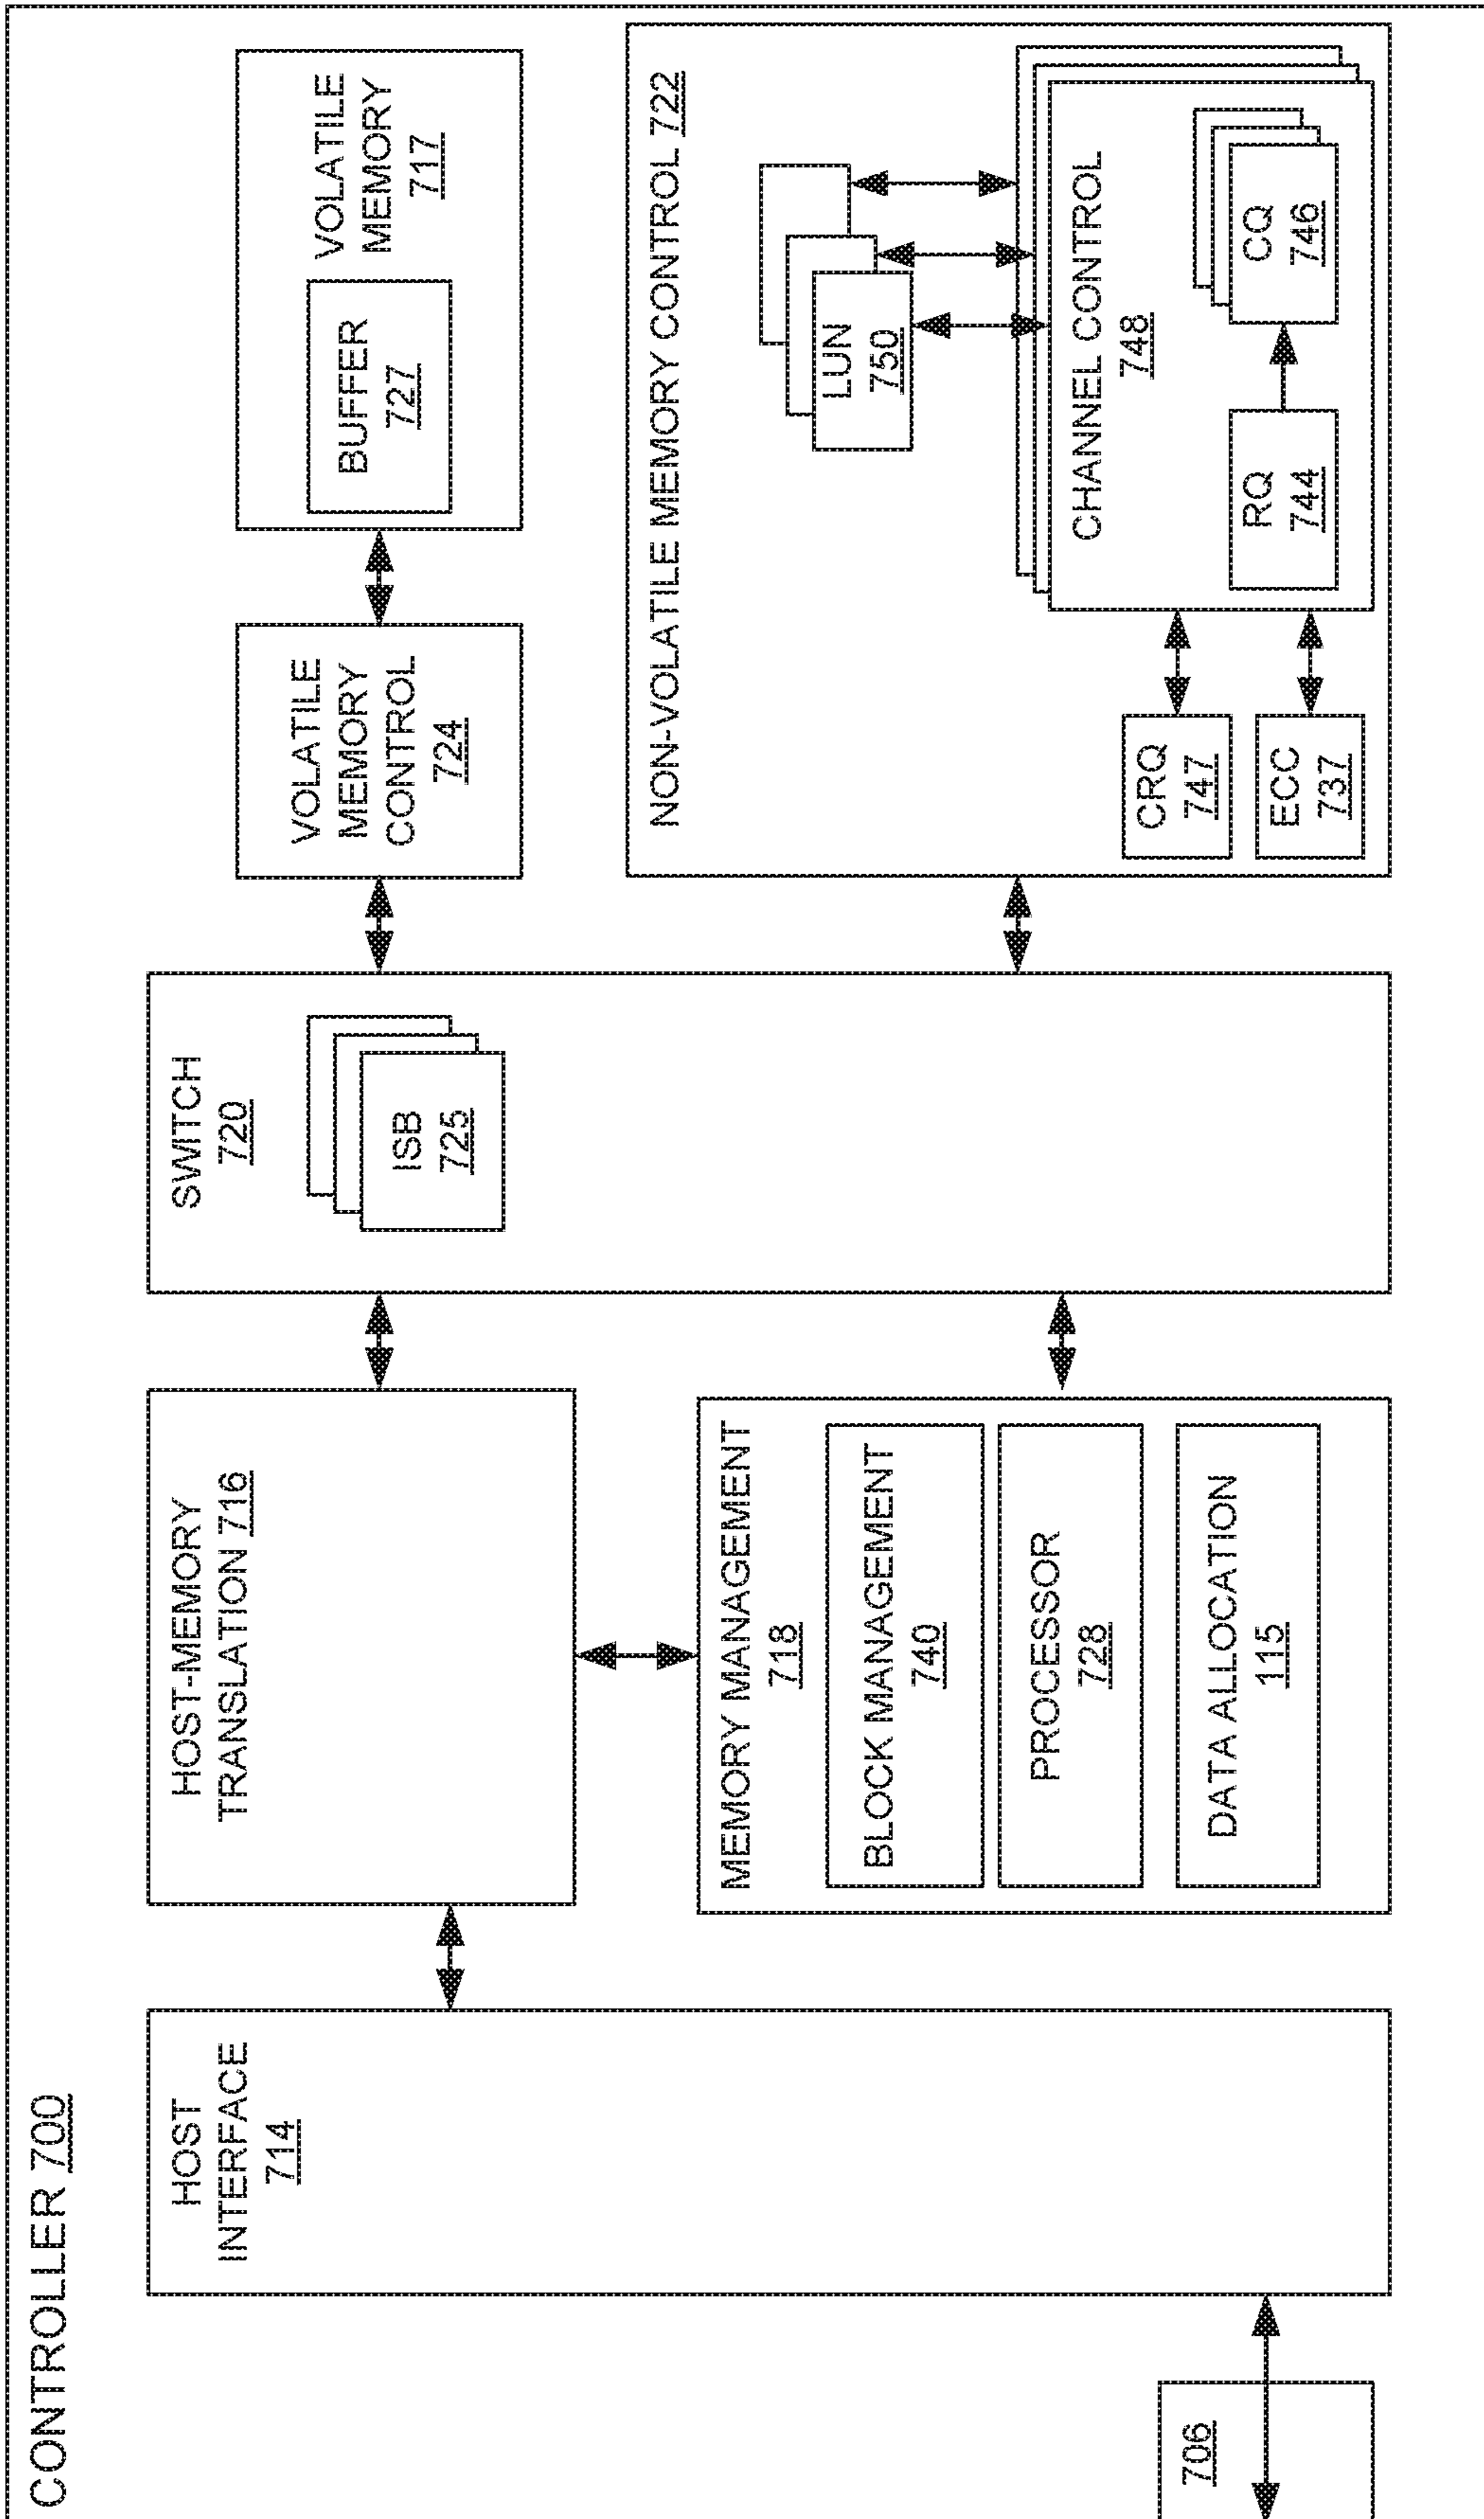 CONTROLLER 700
706
HOST
INTERFACE
714
HOST-MEMORY
TRANSLATION 716
MEMORY MANAGEMENT
718
BLOCK MANAGEMENT
740
PROCESSOR
728
DATA ALLOCATION
115
SWITCH
720
ISB
725
VOLATILE
MEMORY
CONTROL
724
VOLATILE
MEMORY
717
BUFFER
727
NON-VOLATILE MEMORY CONTROL 722
LUN
750
CRQ
747
ECC
737
CHANNEL CONTROL
748
RQ
744
CQ
746